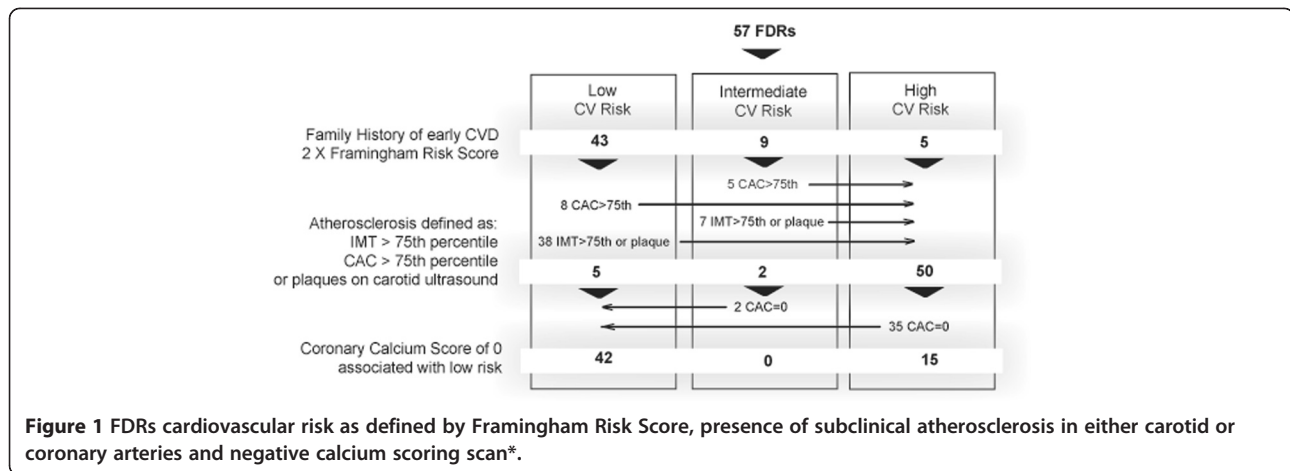 57 FDRs
Low
CV Risk
Intermediate
CV Risk
High
CV Risk
Family History of early CVD
2 X Framingham Risk Score
43
9
5
5 CAC>75th
8 CAC>75th
7 IMT>75th or plaque
38 IMT>75th or plaque
Atherosclerosis defined as:
IMT > 75th percentile
CAC > 75th percentile
or plaques on carotid ultrasound
5
2
50
2 CAC=0
35 CAC=0
Coronary Calcium Score of 0
associated with low risk
42
0
15
Figure 1 FDRs cardiovascular risk as defined by Framingham Risk Score, presence of subclinical atherosclerosis in either carotid or
coronary arteries and negative calcium scoring scan*.